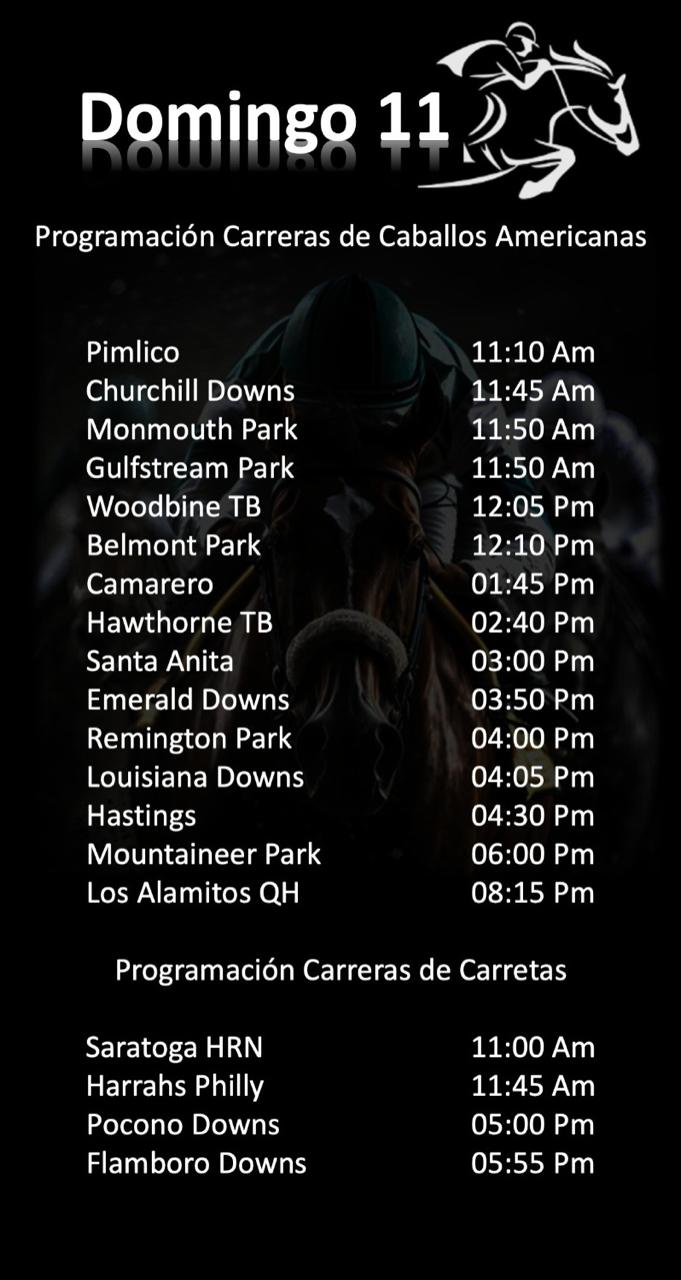 Domingo 11
Programación Carreras de Caballos Americanas
Pimlico 11:10 Am
Churchill Downs 11:45 Am
Monmouth Park 11:50 Am
Gulfstream Park 11:50 Am
Woodbine TB 12:05 Pm
Belmont Park 12:10 Pm
Camarero 01:45 Pm
Hawthorne TB 02:40 Pm
Santa Anita 03:00 Pm
Emerald Downs 03:50 Pm
Remington Park 04:00 Pm
Louisiana Downs 04:05 Pm
Hastings 04:30 Pm
Mountaineer Park 06:00 Pm
Los Alamitos QH 08:15 Pm
Programación Carreras de Carretas
Saratoga HRN 11:00 Am
Harrahs Philly 11:45 Am
Pocono Downs 05:00 Pm
Flamboro Downs 05:55 Pm